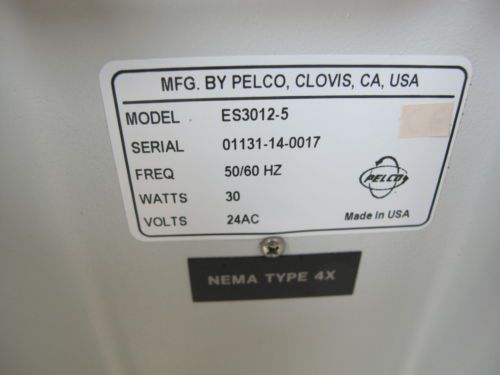 MFG. BY PELCO, CLOVIS, CA, USA
MODEL ES3012-5
SERIAL 01131-14-0017
FREQ 50/60 HZ
WATTS 30
VOLTS 24AC
PELCO
Made in USA
NEMA TYPE 4X